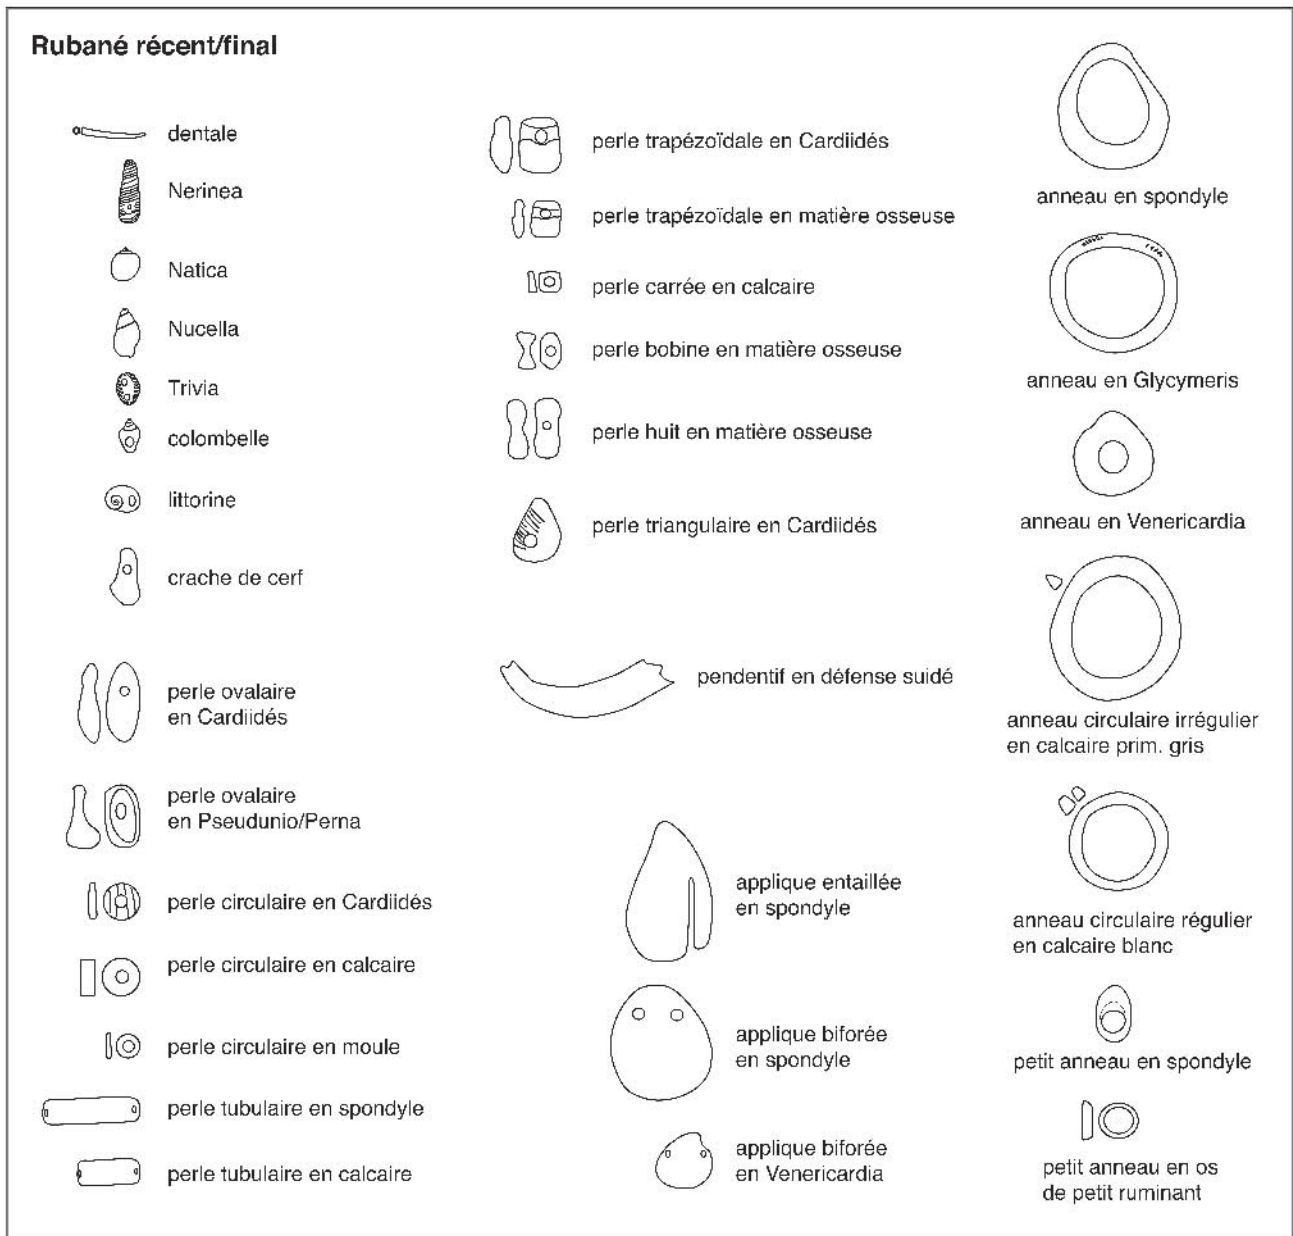 Rubané récent/final
dentale
Nerinea
Natica
Nucella
Trivia
colombelle
littorine
crache de cerf
perle ovalaire
en Cardiidés
perle ovalaire
en Pseudunio/Perna
perle circulaire en Cardiidés
perle circulaire en calcaire
perle circulaire en moule
perle tubulaire en spondyle
perle tubulaire en calcaire
perle trapézoïdale en Cardiidés
perle trapézoïdale en matière osseuse
perle carrée en calcaire
perle bobine en matière osseuse
perle huit en matière osseuse
perle triangulaire en Cardiidés
pendentif en défense suidé
applique entaillée
en spondyle
applique biforée
en spondyle
applique biforée
en Venericardia
anneau en spondyle
anneau en Glycymeris
anneau en Venericardia
anneau circulaire irrégulier
en calcaire prim. gris
anneau circulaire régulier
en calcaire blanc
petit anneau en spondyle
petit anneau en os
de petit ruminant